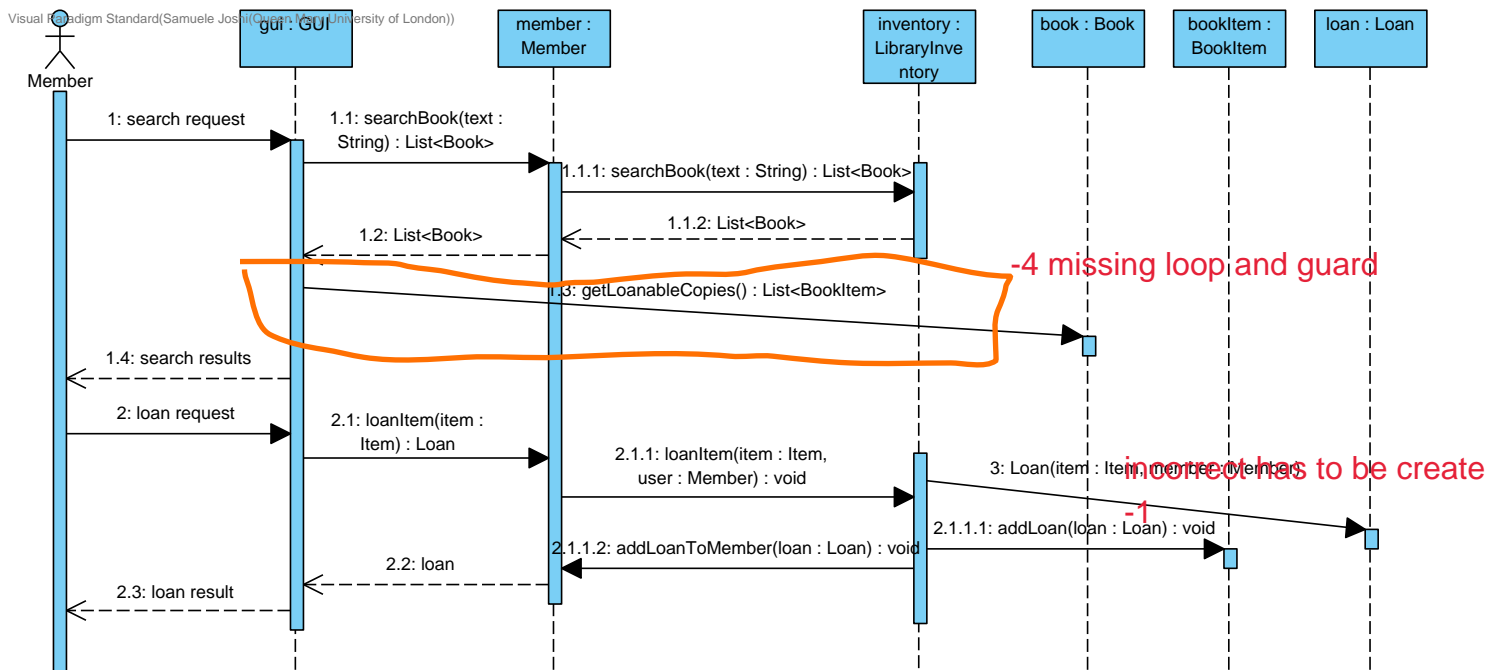 Visual Paradigm Standard(Samuele Joshi(Queen Mary University of London))
gui : GUI
member :
Member
inventory :
LibraryInve
ntory
book : Book
bookItem :
BookItem
loan : Loan
Member
1: search request
1.1: searchBook(text :
String) : List<Book>
1.1.1: searchBook(text : String) : List<Book>
1.1.2: List<Book>
1.2: List<Book>
-4 missing loop and guard
1.3: getLoanableCopies() : List<BookItem>
1.4: search results
2: loan request
2.1: loanItem(item :
Item) : Loan
2.1.1: loanItem(item : Item,
user : Member) : void
3: Loan(item : Item, member : Member)
incorrect has to be create
-1
2.1.1.1: addLoan(loan : Loan) : void
2.1.1.2: addLoanToMember(loan : Loan) : void
2.2: loan
2.3: loan result